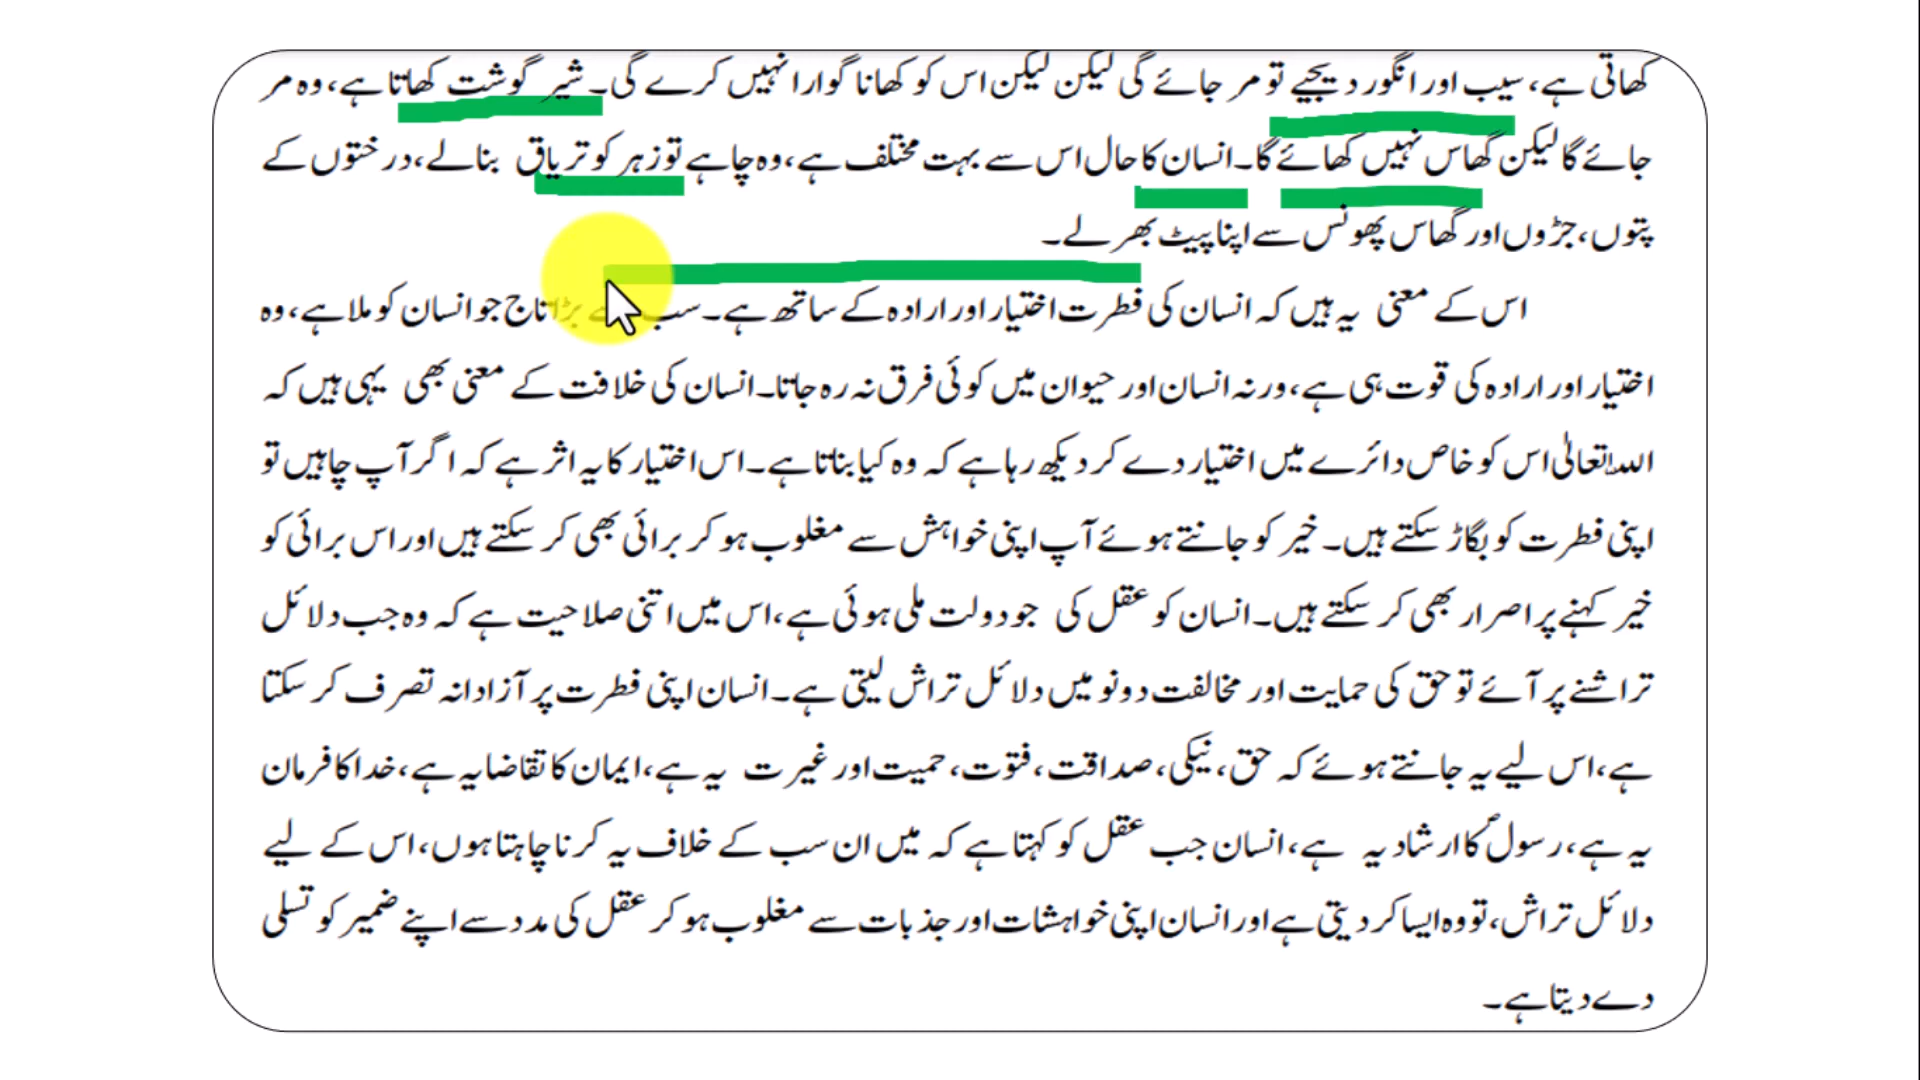 کھاتی ہے، سیب اور انگور دیجیے تو مر جائے گی لیکن لیکن اس کو کھانا گوارا نہیں کرے گی۔ شیر گوشت کھاتا ہے، وہ مر
جائے گا لیکن گھاس نہیں کھائے گا۔ انسان کا حال اس سے بہت مختلف ہے، وہ چاہے تو زہر کو تریاق بنا لے، درختوں کے
پتوں، جڑوں اور گھاس پھونس سے اپنا پیٹ بھر لے۔
اس کے معنی یہ ہیں کہ انسان کی فطرت اختیار اور ارادہ کے ساتھ ہے۔ سب سے بڑا تاج جو انسان کو ملا ہے، وہ
اختیار اور ارادہ کی قوت ہی ہے، ورنہ انسان اور حیوان میں کوئی فرق نہ رہ جاتا۔ انسان کی خلافت کے معنی بھی یہی ہیں کہ
اللہ تعالیٰ اس کو خاص دائرے میں اختیار دے کر دیکھ رہا ہے کہ وہ کیا بناتا ہے۔ اس اختیار کا یہ اثر ہے کہ اگر آپ چاہیں تو
اپنی فطرت کو بگاڑ سکتے ہیں۔ خیر کو جانتے ہوئے آپ اپنی خواہش سے مغلوب ہو کر برائی بھی کر سکتے ہیں اور اس برائی کو
خیر کہنے پر اصرار بھی کر سکتے ہیں۔ انسان کو عقل کی جو دولت ملی ہوئی ہے، اس میں اتنی صلاحیت ہے کہ وہ جب دلائل
تراشنے پر آئے تو حق کی حمایت اور مخالفت دونو میں دلائل تراش لیتی ہے۔ انسان اپنی فطرت پر آزادانہ تصرف کر سکتا
ہے، اس لیے یہ جانتے ہوئے کہ حق، نیکی، صداقت، فتوت، حمیت اور غیرت یہ ہے، ایمان کا تقاضا یہ ہے، خدا کا فرمان
یہ ہے، رسولؐ کا ارشاد یہ ہے، انسان جب عقل کو کہتا ہے کہ میں ان سب کے خلاف یہ کرنا چاہتا ہوں، اس کے لیے
دلائل تراش، تو وہ ایسا کر دیتی ہے اور انسان اپنی خواہشات اور جذبات سے مغلوب ہو کر عقل کی مدد سے اپنے ضمیر کو تسلی
دے دیتا ہے۔